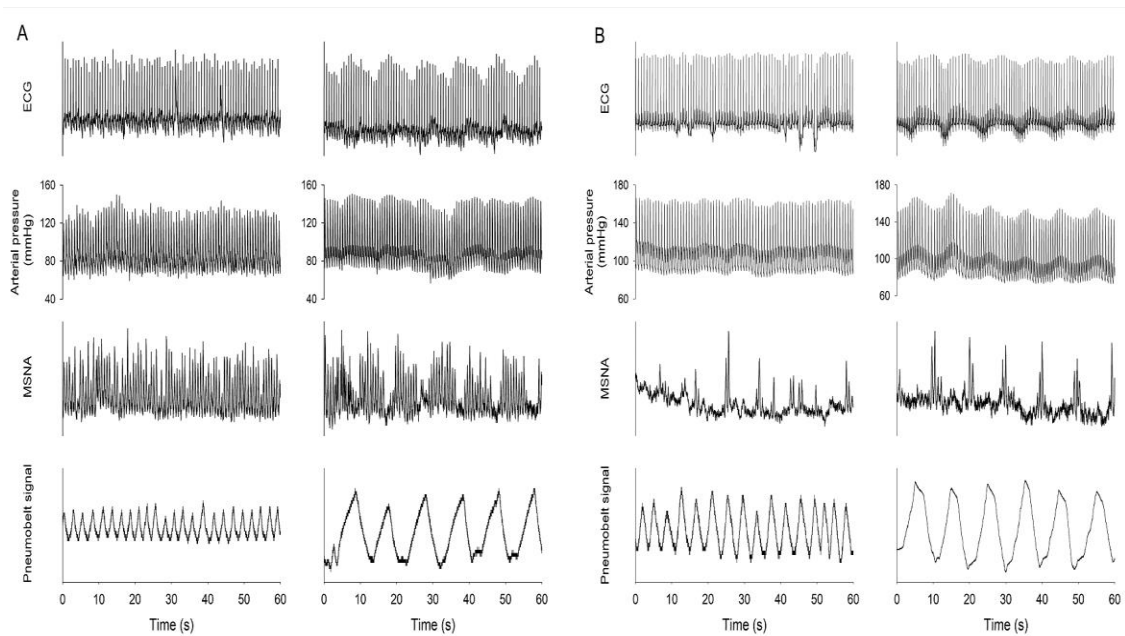 A
B
ECG
ECG
Arterial pressure
(mmHg)
160
120
80
40
160
120
80
40
Arterial pressure
(mmHg)
180
140
100
60
180
140
100
60
MSNA
MSNA
Pneumobelt signal
Pneumobelt signal
0 10 20 30 40 50 60
0 10 20 30 40 50 60
0 10 20 30 40 50 60
0 10 20 30 40 50 60
Time (s)
Time (s)
Time (s)
Time (s)